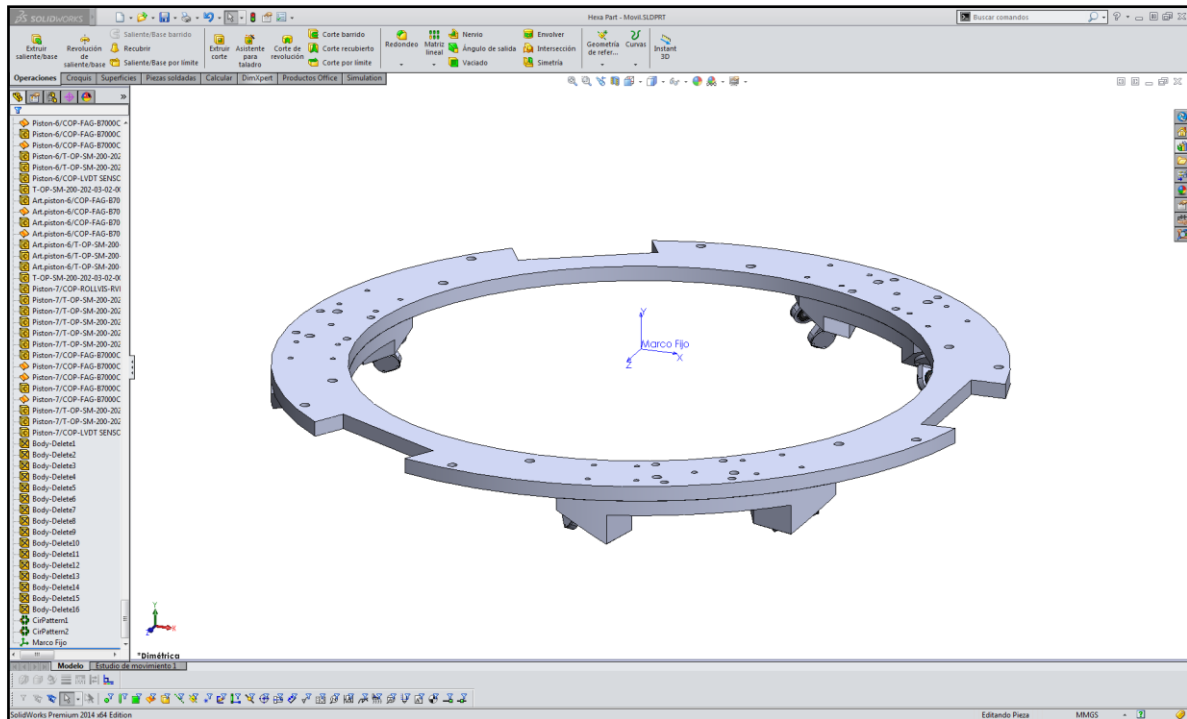 SOLIDWORKS
Hexa Part - Movil.SLDPRT
Buscar comandos
Extruir saliente/base
Revolución de saliente/base
Saliente/Base barrido
Recubrir
Saliente/Base por límite
Extruir corte
Asistente para taladro
Corte de revolución
Corte barrido
Corte recubierto
Corte por límite
Redondeo
Matriz lineal
Nervio
Ángulo de salida
Vaciado
Envolver
Intersección
Simetría
Geometría de refer...
Curvas
Instant 3D
Operaciones
Croquis
Superficies
Piezas soldadas
Calcular
DimXpert
Productos Office
Simulation
Piston-6/COP-FAG-B7000C
Piston-6/COP-FAG-B7000C
Piston-6/COP-FAG-B7000C
Piston-6/T-OP-SM-200-202
Piston-6/T-OP-SM-200-202
Piston-6/COP-LVDT SENSC
T-OP-SM-200-202-03-02-0(
Art.piston-6/COP-FAG-B70
Art.piston-6/COP-FAG-B70
Art.piston-6/COP-FAG-B70
Art.piston-6/COP-FAG-B70
Art.piston-6/T-OP-SM-200-
Art.piston-6/T-OP-SM-200-
Art.piston-6/T-OP-SM-200-
T-OP-SM-200-202-03-02-0(
Piston-7/COP-ROLLVIS-RVI
Piston-7/T-OP-SM-200-202
Piston-7/T-OP-SM-200-202
Piston-7/T-OP-SM-200-202
Piston-7/T-OP-SM-200-202
Piston-7/T-OP-SM-200-202
Piston-7/COP-FAG-B7000C
Piston-7/COP-FAG-B7000C
Piston-7/COP-FAG-B7000C
Piston-7/COP-FAG-B7000C
Piston-7/COP-FAG-B7000C
Piston-7/T-OP-SM-200-202
Piston-7/T-OP-SM-200-202
Piston-7/COP-LVDT SENSC
Body-Delete1
Body-Delete2
Body-Delete3
Body-Delete4
Body-Delete5
Body-Delete6
Body-Delete7
Body-Delete8
Body-Delete9
Body-Delete10
Body-Delete11
Body-Delete12
Body-Delete13
Body-Delete14
Body-Delete15
Body-Delete16
CirPattern1
CirPattern2
Marco Fijo
Y
Marco Fijo
X
Z
Y
X
Z
*Dimétrica
Modelo
Estudio de movimiento 1
SolidWorks Premium 2014 x64 Edition
Editando Pieza
MMGS